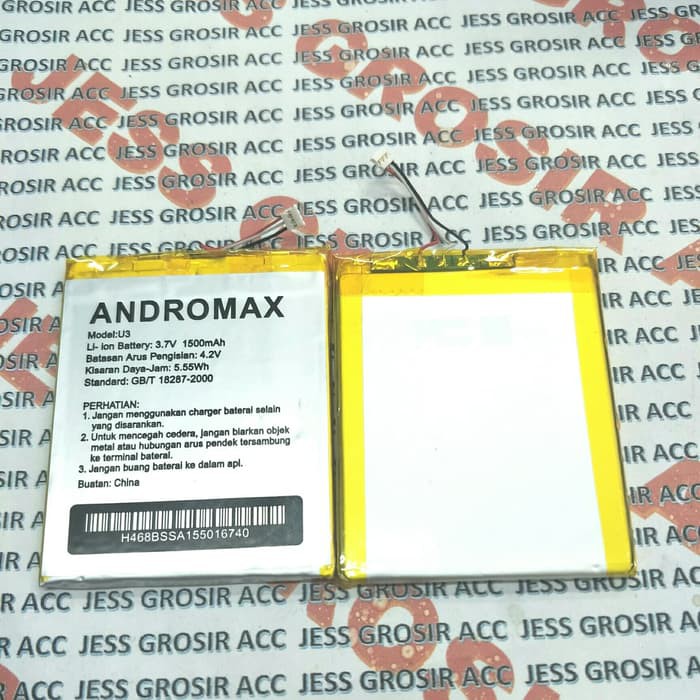 ANDROMAX
Model:U3
Li- ion Battery: 3.7V 1500mAh
Batasan Arus Pengisian: 4.2V
Kisaran Daya-Jam: 5.55Wh
Standard: GB/T 18287-2000
PERHATIAN:
1. Jangan menggunakan charger baterai selain
yang disarankan.
2. Untuk mencegah cedera, jangan biarkan objek
metal atau hubungan arus pendek tersambung
ke terminal baterai.
3. Jangan buang baterai ke dalam api.
Buatan: China
H468BSSA155016740
JESS GROSIR ACC